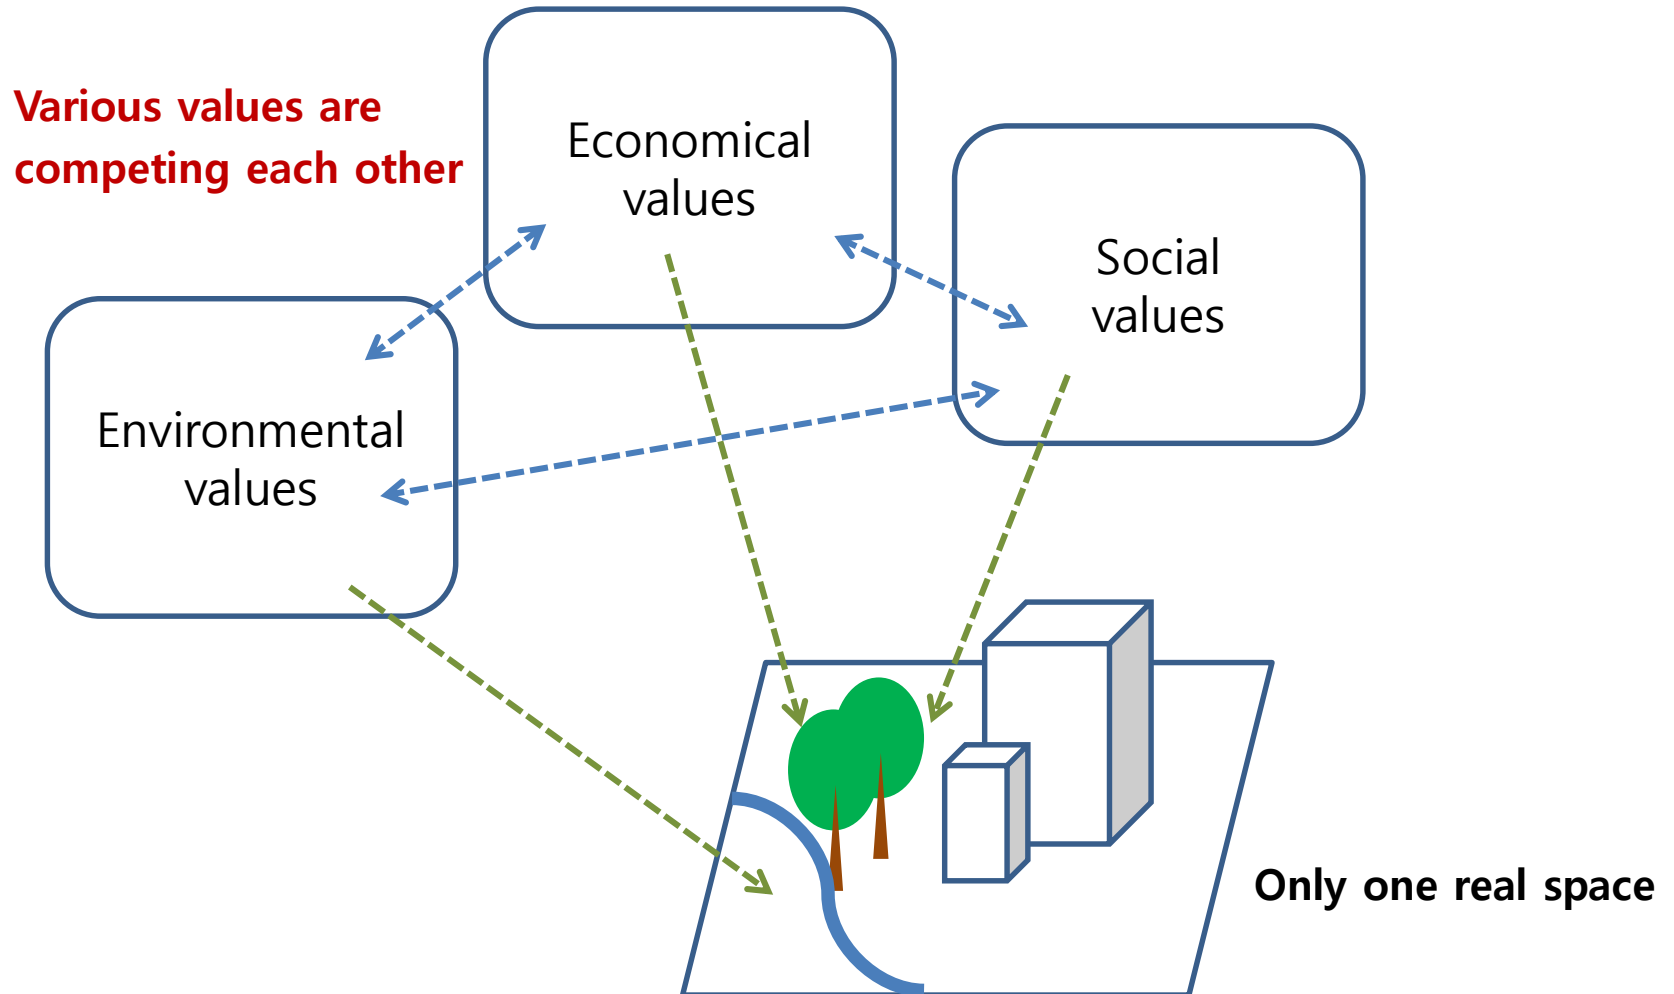 Various values are
competing each other
Economical
values
Social
values
Environmental
values
Only one real space